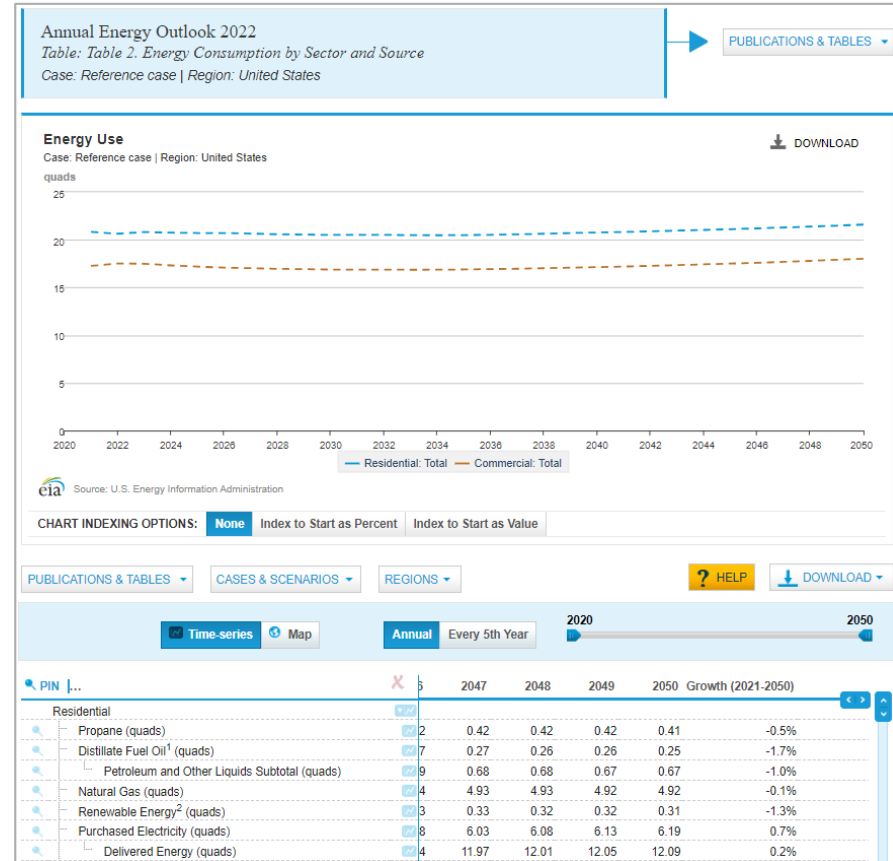 Annual Energy Outlook 2022
Table: Table 2. Energy Consumption by Sector and Source
Case: Reference case | Region: United States
PUBLICATIONS & TABLES
Energy Use
Case: Reference case | Region: United States
DOWNLOAD
quads
25
20
15
10
5
0
2020 2022 2024 2026 2028 2030 2032 2034 2036 2038 2040 2042 2044 2046 2048 2050
Residential: Total Commercial: Total
eia Source: U.S. Energy Information Administration
CHART INDEXING OPTIONS: None Index to Start as Percent Index to Start as Value
PUBLICATIONS & TABLES CASES & SCENARIOS REGIONS ? HELP DOWNLOAD
Time-series Map Annual Every 5th Year 2020 2050
PIN |... 2047 2048 2049 2050 Growth (2021-2050)
Residential
Propane (quads) 2 0.42 0.42 0.42 0.41 -0.5%
Distillate Fuel Oil1 (quads) 7 0.27 0.26 0.26 0.25 -1.7%
Petroleum and Other Liquids Subtotal (quads) 9 0.68 0.68 0.67 0.67 -1.0%
Natural Gas (quads) 4 4.93 4.93 4.92 4.92 -0.1%
Renewable Energy2 (quads) 3 0.33 0.32 0.32 0.31 -1.3%
Purchased Electricity (quads) 8 6.03 6.08 6.13 6.19 0.7%
Delivered Energy (quads) 4 11.97 12.01 12.05 12.09 0.2%